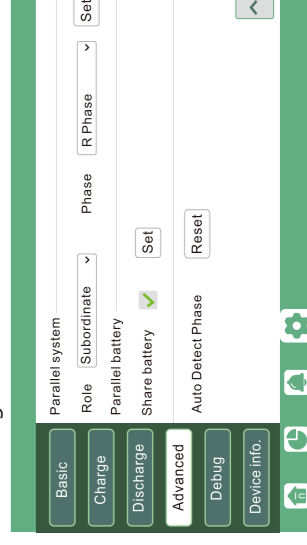 Basic
Charge
Discharge
Advanced
Debug
Device info.
Parallel system
Role Subordinate Phase R Phase Set
Parallel battery
Share battery Set
Auto Detect Phase Reset